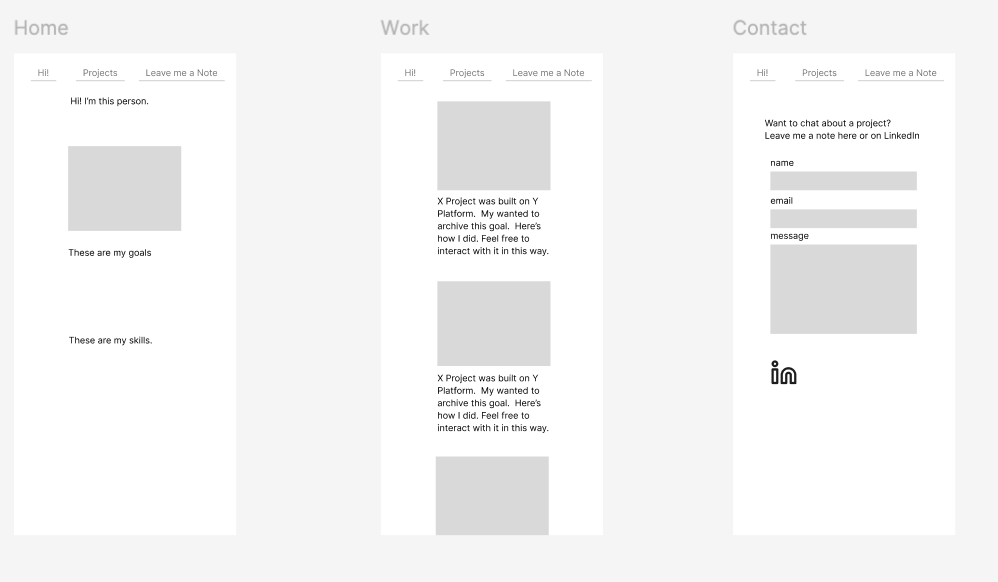 Home
Hi!
Projects
Leave me a Note
Hi! I'm this person.
These are my goals
These are my skills.
Work
Hi!
Projects
Leave me a Note
X Project was built on Y
Platform. My wanted to
archive this goal. Here's
how I did. Feel free to
interact with it in this way.
X Project was built on Y
Platform. My wanted to
archive this goal. Here's
how I did. Feel free to
interact with it in this way.
Contact
Hi!
Projects
Leave me a Note
Want to chat about a project?
Leave me a note here or on LinkedIn
name
email
message
in